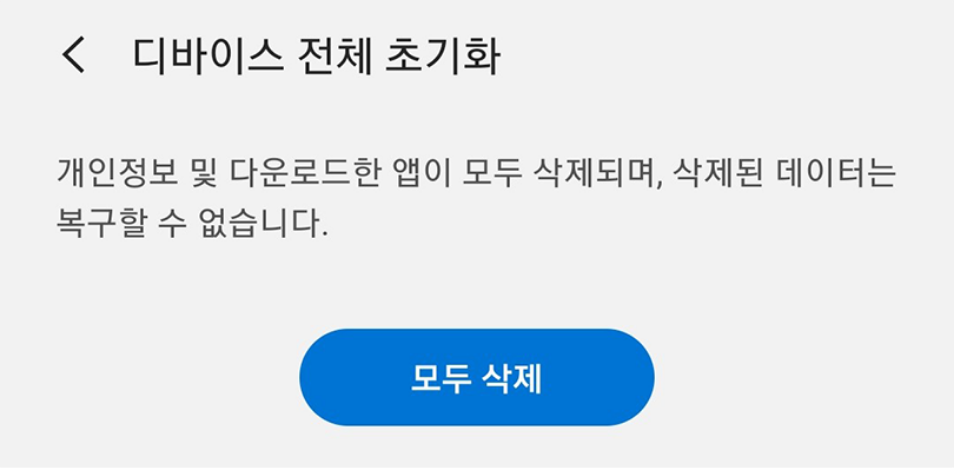 디바이스 전체 초기화
개인정보 및 다운로드한 앱이 모두 삭제되며, 삭제된 데이터는
복구할 수 없습니다.
모두 삭제